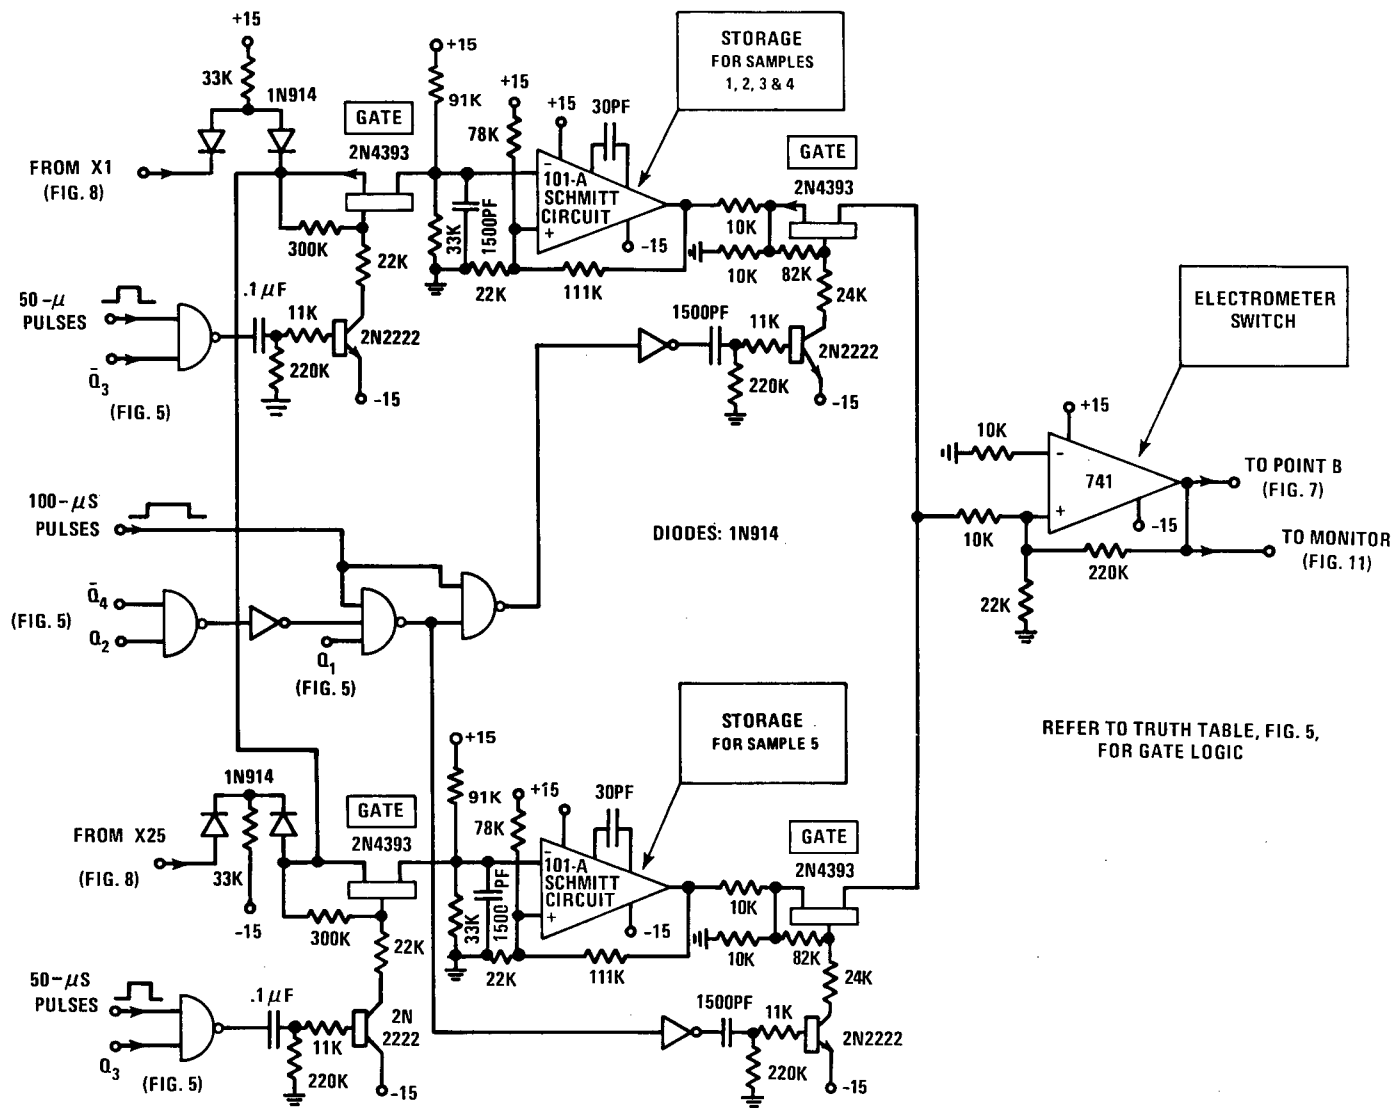 +15
33K
1N914
FROM X1
(FIG. 8)
GATE
2N4393
300K
22K
50-μ
PULSES
Q̄3
(FIG. 5)
.1 μF
11K
220K
2N2222
-15
+15
91K
+15
78K
33K
1500PF
22K
111K
+15
30PF
-
101-A
SCHMITT
CIRCUIT
+
-15
STORAGE
FOR SAMPLES
1, 2, 3 & 4
10K
10K
GATE
2N4393
82K
24K
1500PF
11K
220K
2N2222
-15
ELECTROMETER
SWITCH
+15
10K
-
741
+
-15
10K
220K
22K
TO POINT B
(FIG. 7)
TO MONITOR
(FIG. 11)
100-μS
PULSES
DIODES: 1N914
(FIG. 5)
Q̄4
Q2
Q1
(FIG. 5)
REFER TO TRUTH TABLE, FIG. 5,
FOR GATE LOGIC
STORAGE
FOR SAMPLE 5
1N914
FROM X25
(FIG. 8)
33K
-15
GATE
2N4393
300K
22K
50-μS
PULSES
Q3
(FIG. 5)
.1 μF
11K
220K
2N
2222
-15
+15
91K
+15
78K
33K
1500 PF
22K
111K
+15
30PF
-
101-A
SCHMITT
CIRCUIT
+
-15
10K
10K
GATE
2N4393
82K
24K
1500PF
11K
220K
2N2222
-15